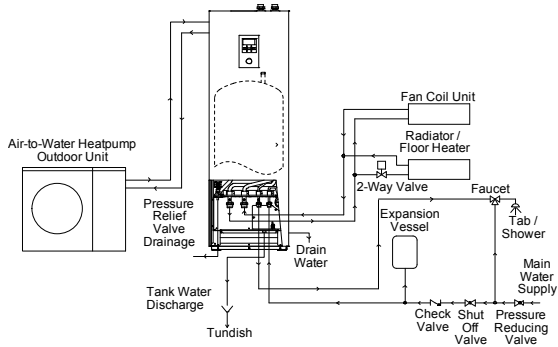 Air-to-Water Heatpump
Outdoor Unit
Fan Coil Unit
Radiator /
Floor Heater
2-Way Valve
Faucet
Tab /
Shower
Pressure
Relief
Valve
Drainage
Expansion
Vessel
Drain
Water
Main
Water
Supply
Tank Water
Discharge
Tundish
Check
Valve
Shut
Off
Valve
Pressure
Reducing
Valve